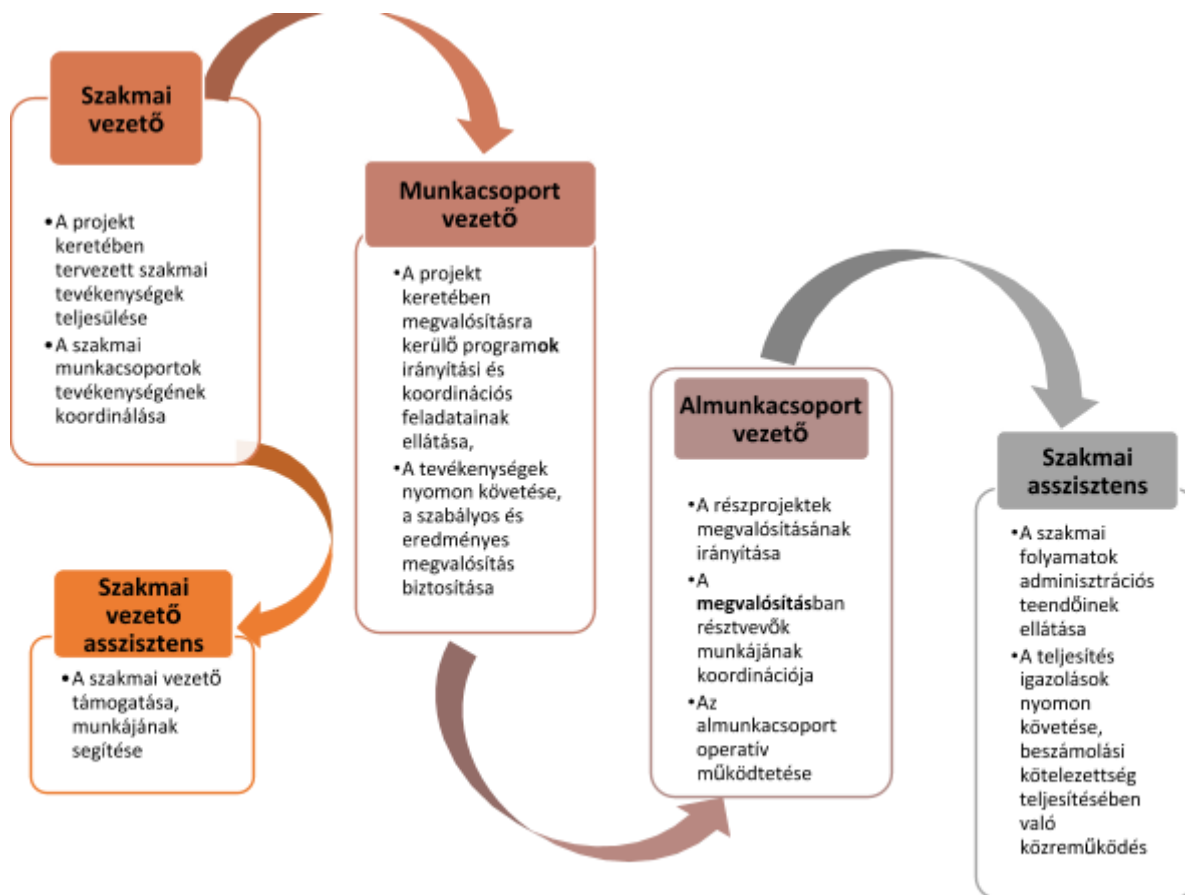 Szakmai
vezető
•A projekt
keretében
tervezett szakmai
tevékenységek
teljesülése
•A szakmai
munkacsoportok
tevékenységének
koordinálása
Szakmai
vezető
asszisztens
•A szakmai vezető
támogatása,
munkájának
segítése
Munkacsoport
vezető
•A projekt
keretében
megvalósításra
kerülő programok
irányítási és
koordinációs
feladatainak
ellátása,
•A tevékenységek
nyomon követése,
a szabályos és
eredményes
megvalósítás
biztosítása
Almunkacsoport
vezető
•A részprojektek
megvalósításának
irányítása
•A
megvalósításban
résztvevők
munkájának
koordinációja
•Az
almunkacsoport
operatív
működtetése
Szakmai
asszisztens
•A szakmai
folyamatok
adminisztrációs
teendőinek
ellátása
•A teljesítés
igazolások
nyomon
követése,
beszámolási
kötelezettség
teljesítésében
való
közreműködés